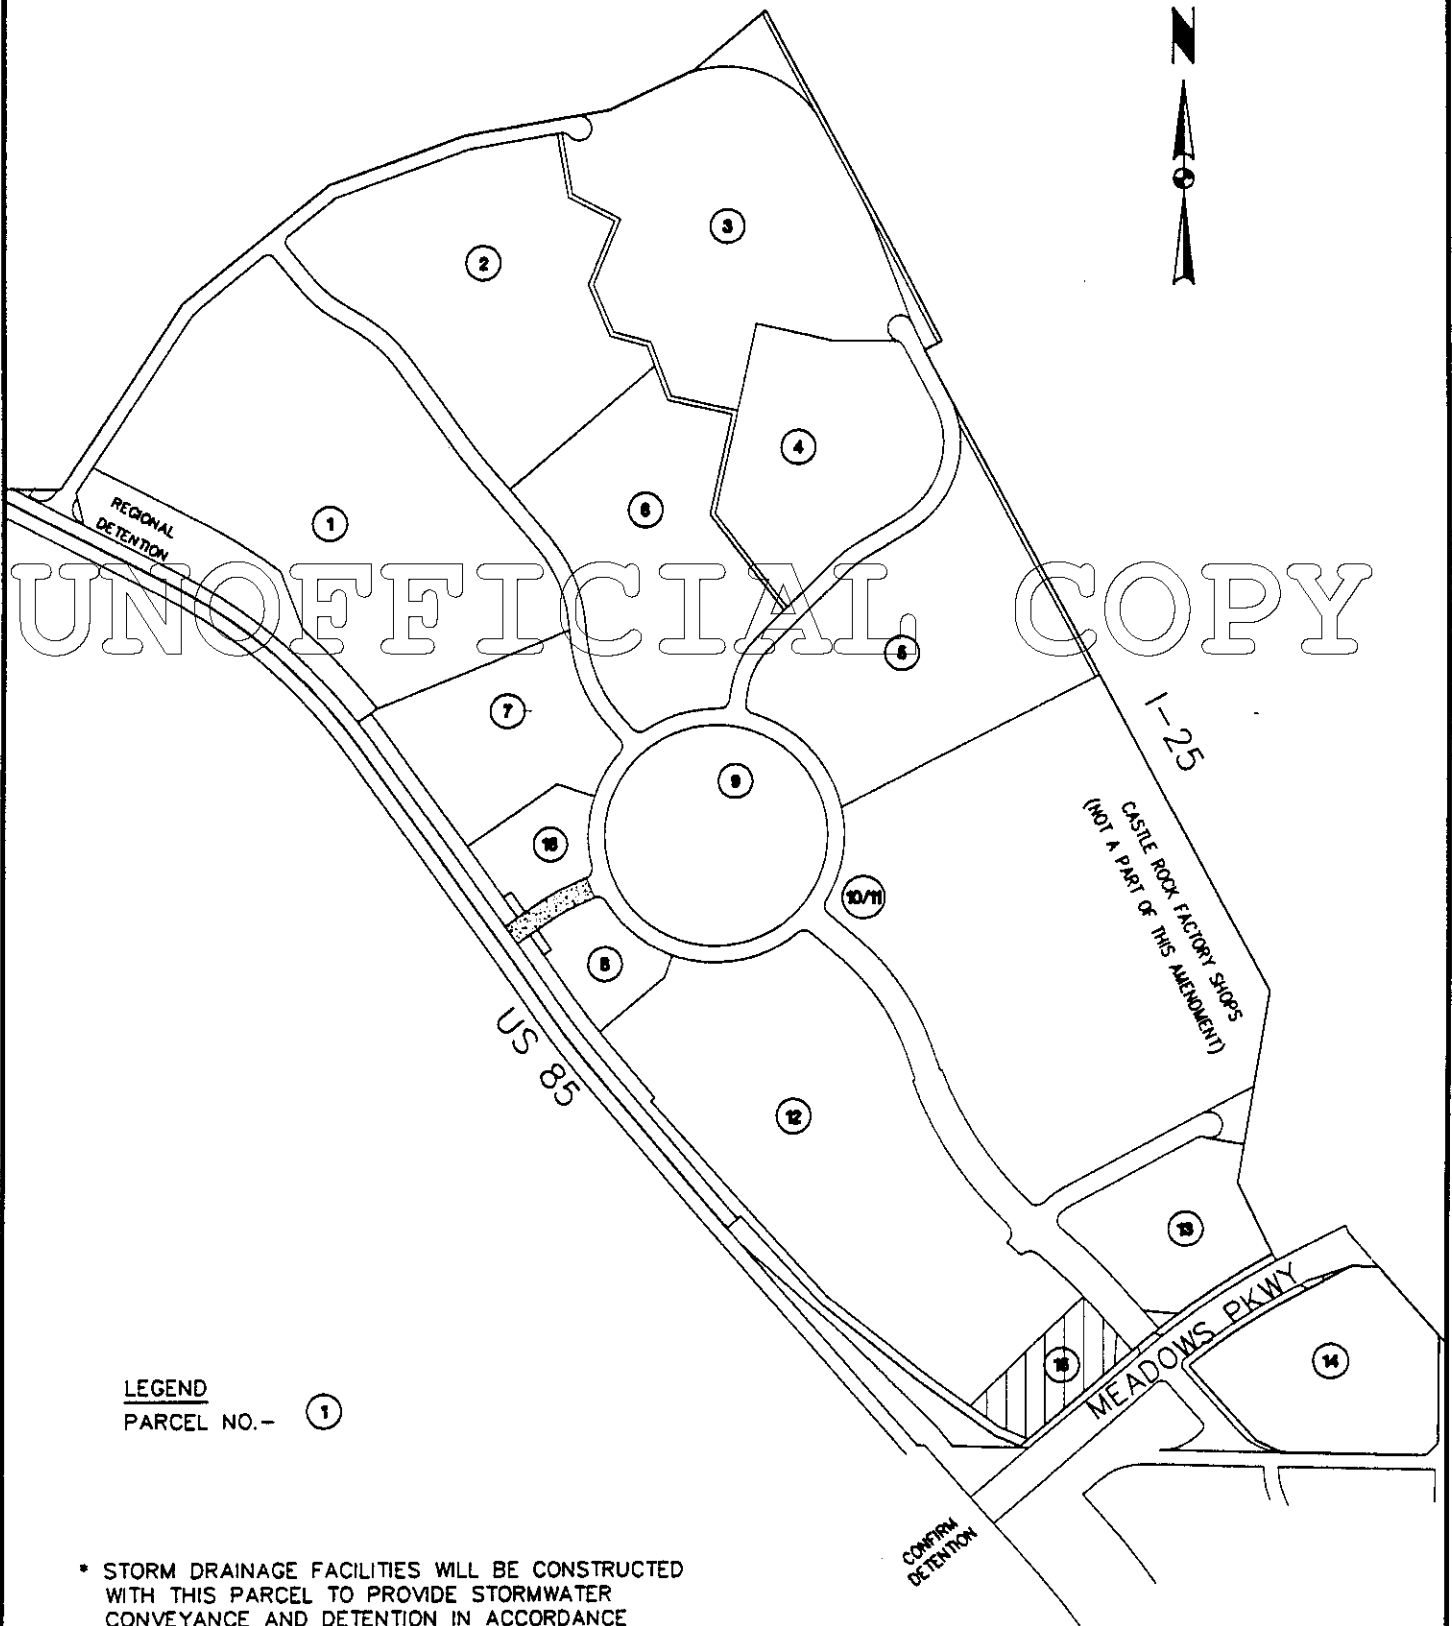 N
3
2
4
REGIONAL
DETENTION
1
6
UNOFFICIAL COPY
5
7
I-25
9
CASTLE ROCK FACTORY SHOPS
(NOT A PART OF THIS AMENDMENT)
10/11
US 85
12
13
MEADOWS PKWY
14
LEGEND
PARCEL NO.- 1
CONFIRM
DETENTION
* STORM DRAINAGE FACILITIES WILL BE CONSTRUCTED
WITH THIS PARCEL TO PROVIDE STORMWATER
CONVEYANCE AND DETENTION IN ACCORDANCE